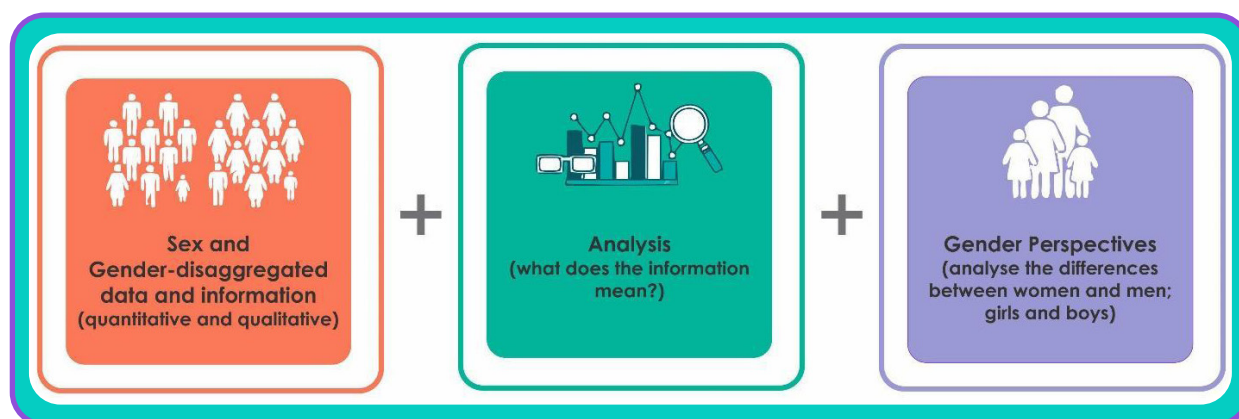 Sex and
Gender-disaggregated
data and information
(quantitative and qualitative)
+
Analysis
(what does the information
mean?)
+
Gender Perspectives
(analyse the differences
between women and men;
girls and boys)